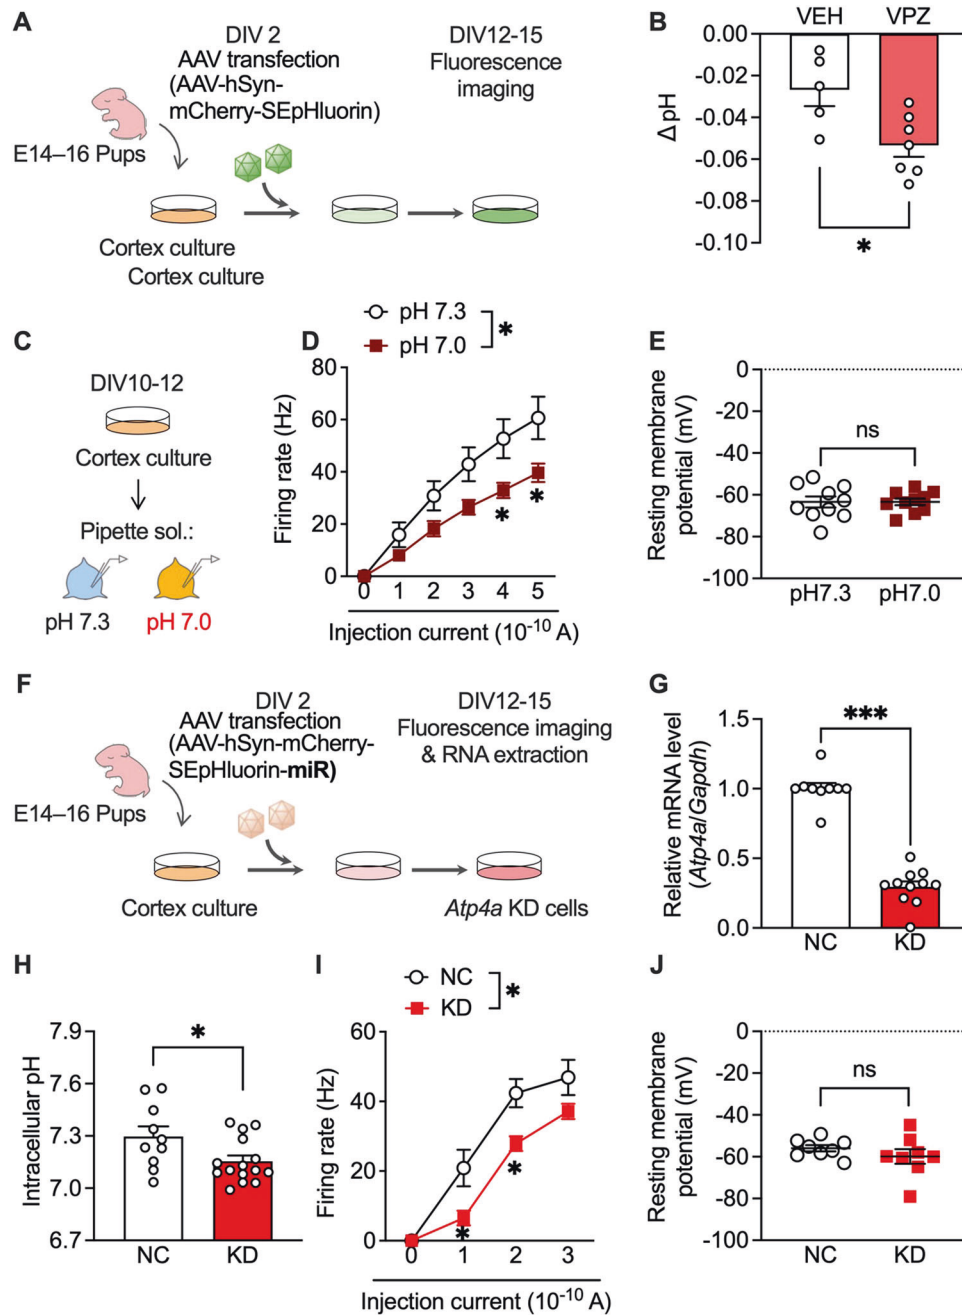 A
DIV 2
AAV transfection
(AAV-hSyn-
mCherry-SEpHluorin)
DIV12-15
Fluorescence
imaging
E14–16 Pups
Cortex culture
Cortex culture
B
VEH VPZ
0.00
-0.02
-0.04
-0.06
-0.08
-0.10
ΔpH
*
C
DIV10-12
Cortex culture
Pipette sol.:
pH 7.3 pH 7.0
D
pH 7.3
pH 7.0
*
80
60
40
20
0
Firing rate (Hz)
* *
0 1 2 3 4 5
Injection current (10-10 A)
E
0
-20
-40
-60
-80
-100
Resting membrane
potential (mV)
ns
pH7.3 pH7.0
F
DIV 2
AAV transfection
(AAV-hSyn-mCherry-
SEpHluorin-miR)
DIV12-15
Fluorescence imaging
& RNA extraction
E14–16 Pups
Cortex culture
Atp4a KD cells
G
1.5
1.0
0.5
0.0
Relative mRNA level
(Atp4a/Gapdh)
***
NC KD
H
7.9
7.6
7.3
7.0
6.7
Intracellular pH
*
NC KD
I
NC
KD
*
60
40
20
0
Firing rate (Hz)
* *
0 1 2 3
Injection current (10-10 A)
J
0
-20
-40
-60
-80
-100
Resting membrane
potential (mV)
ns
NC KD